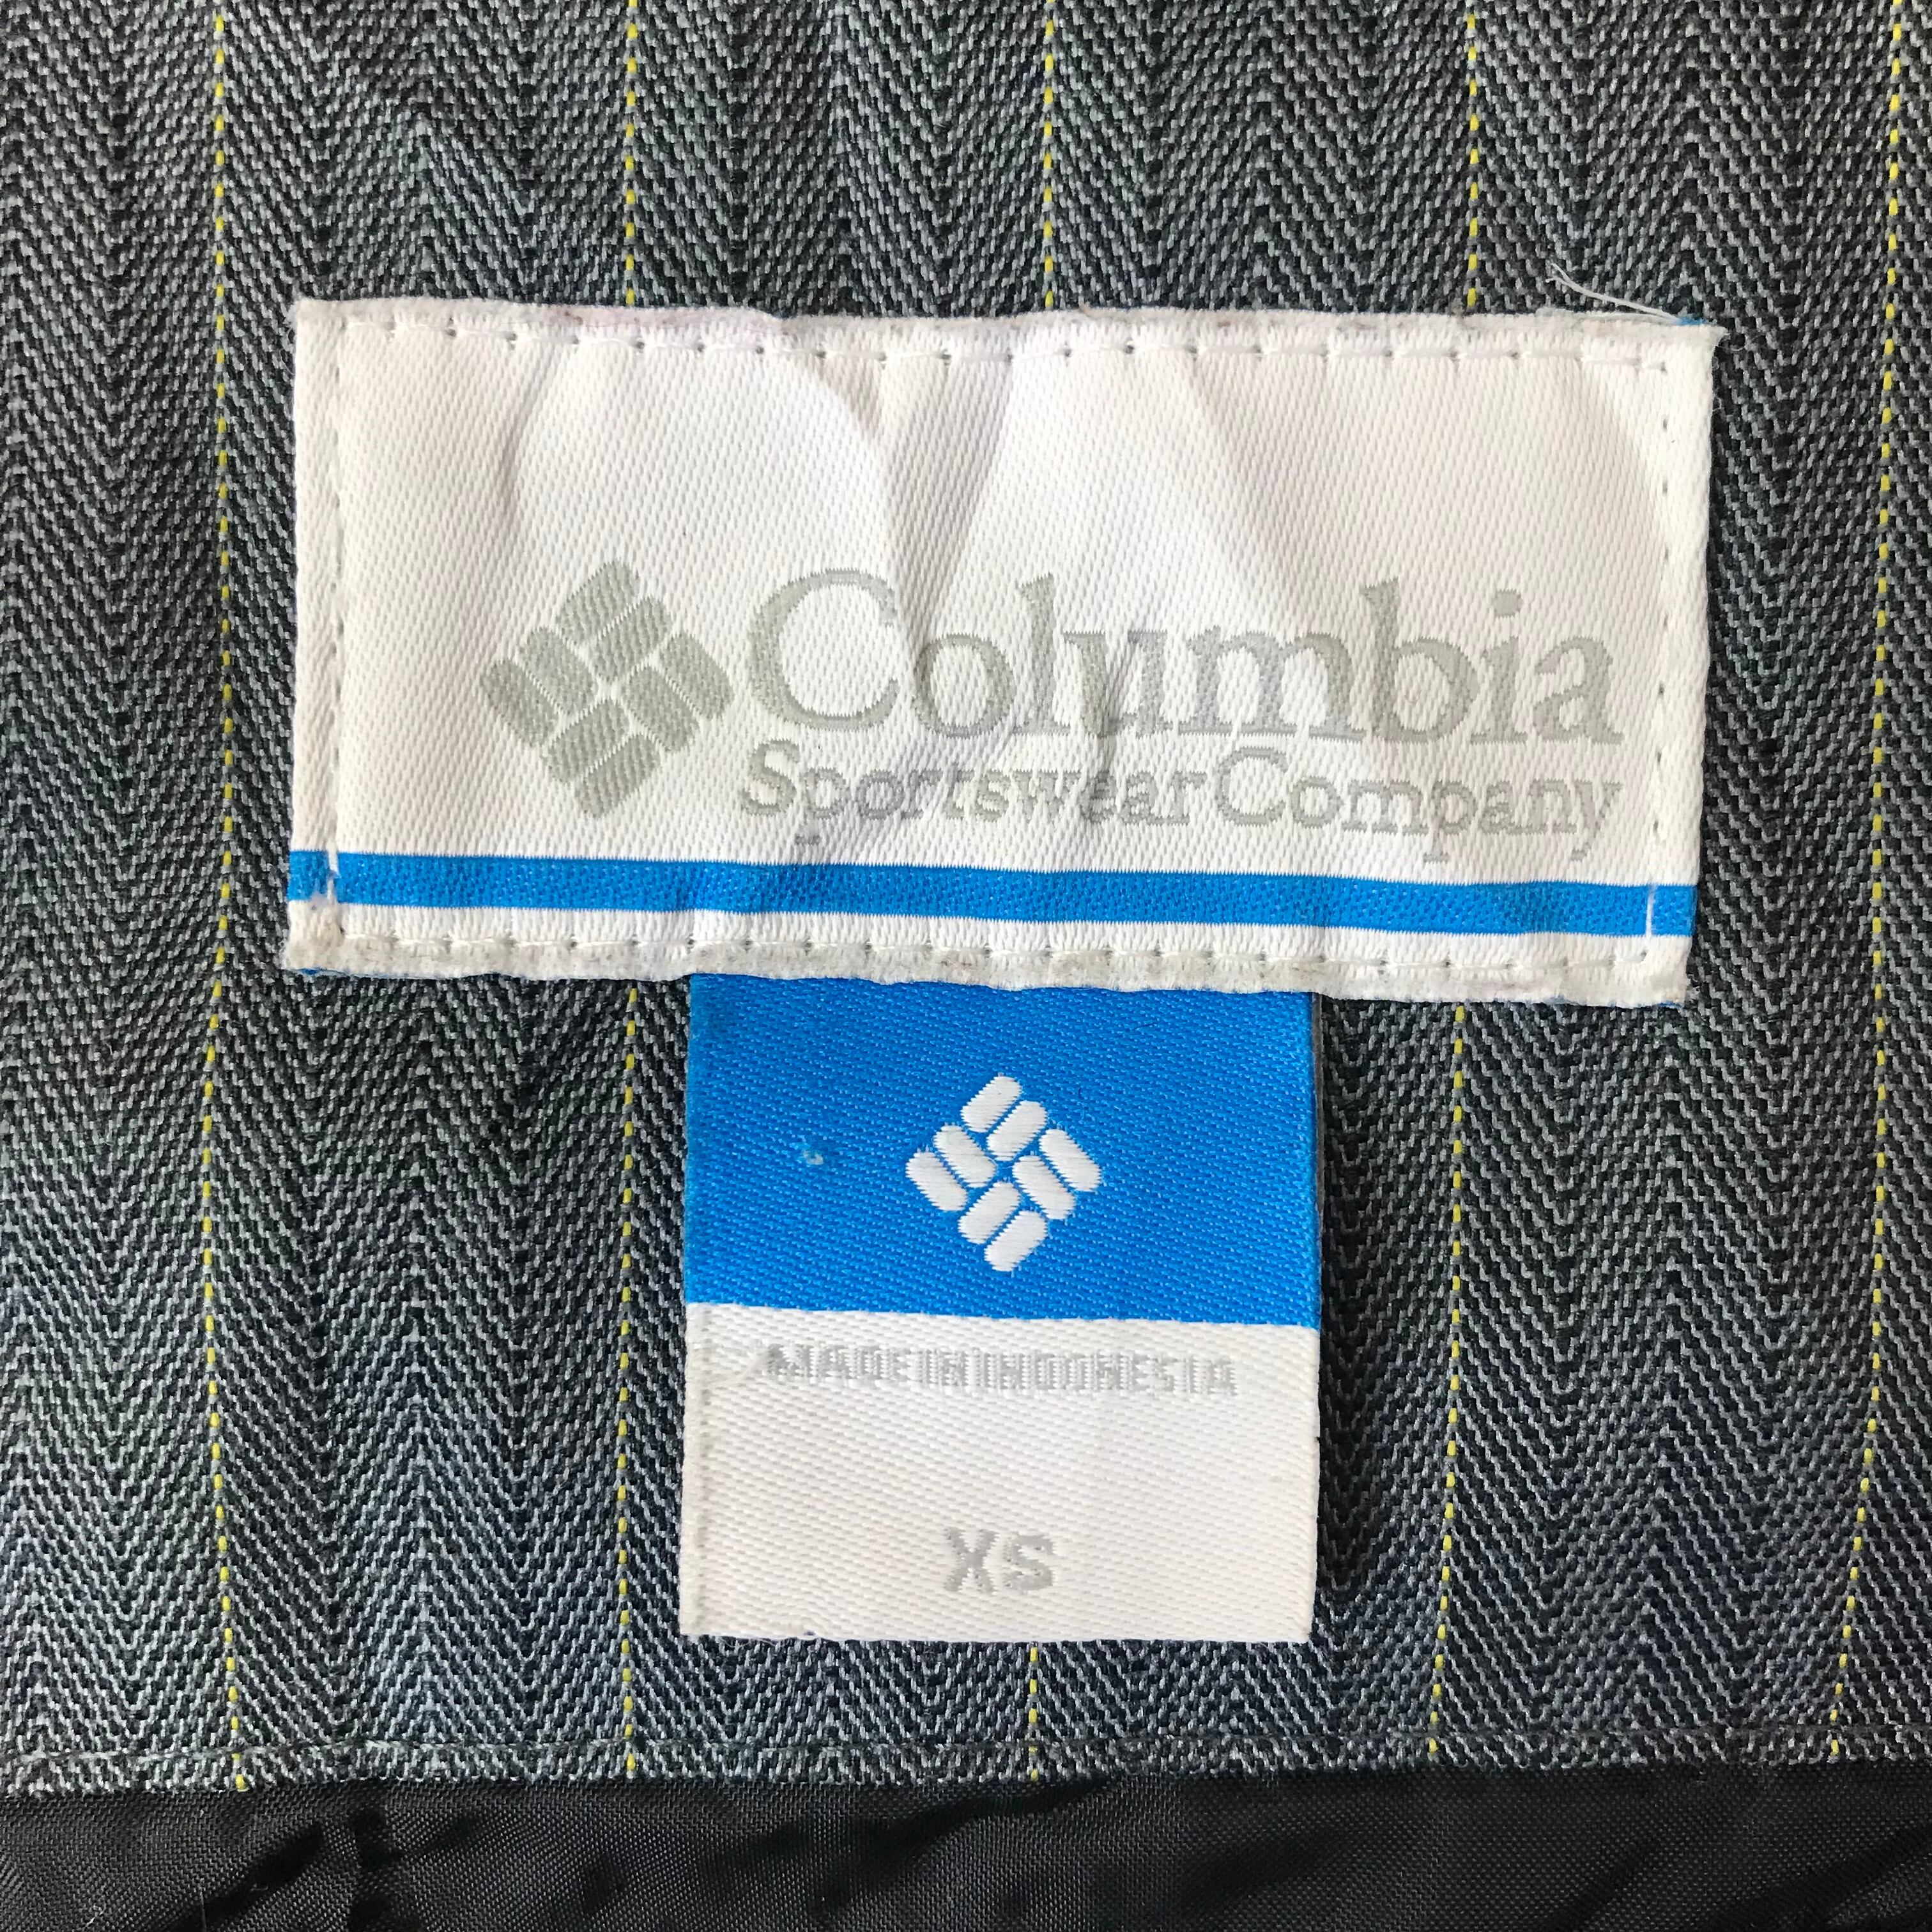 Columbia
Sportswear Company
MADE IN INDONESIA
XS